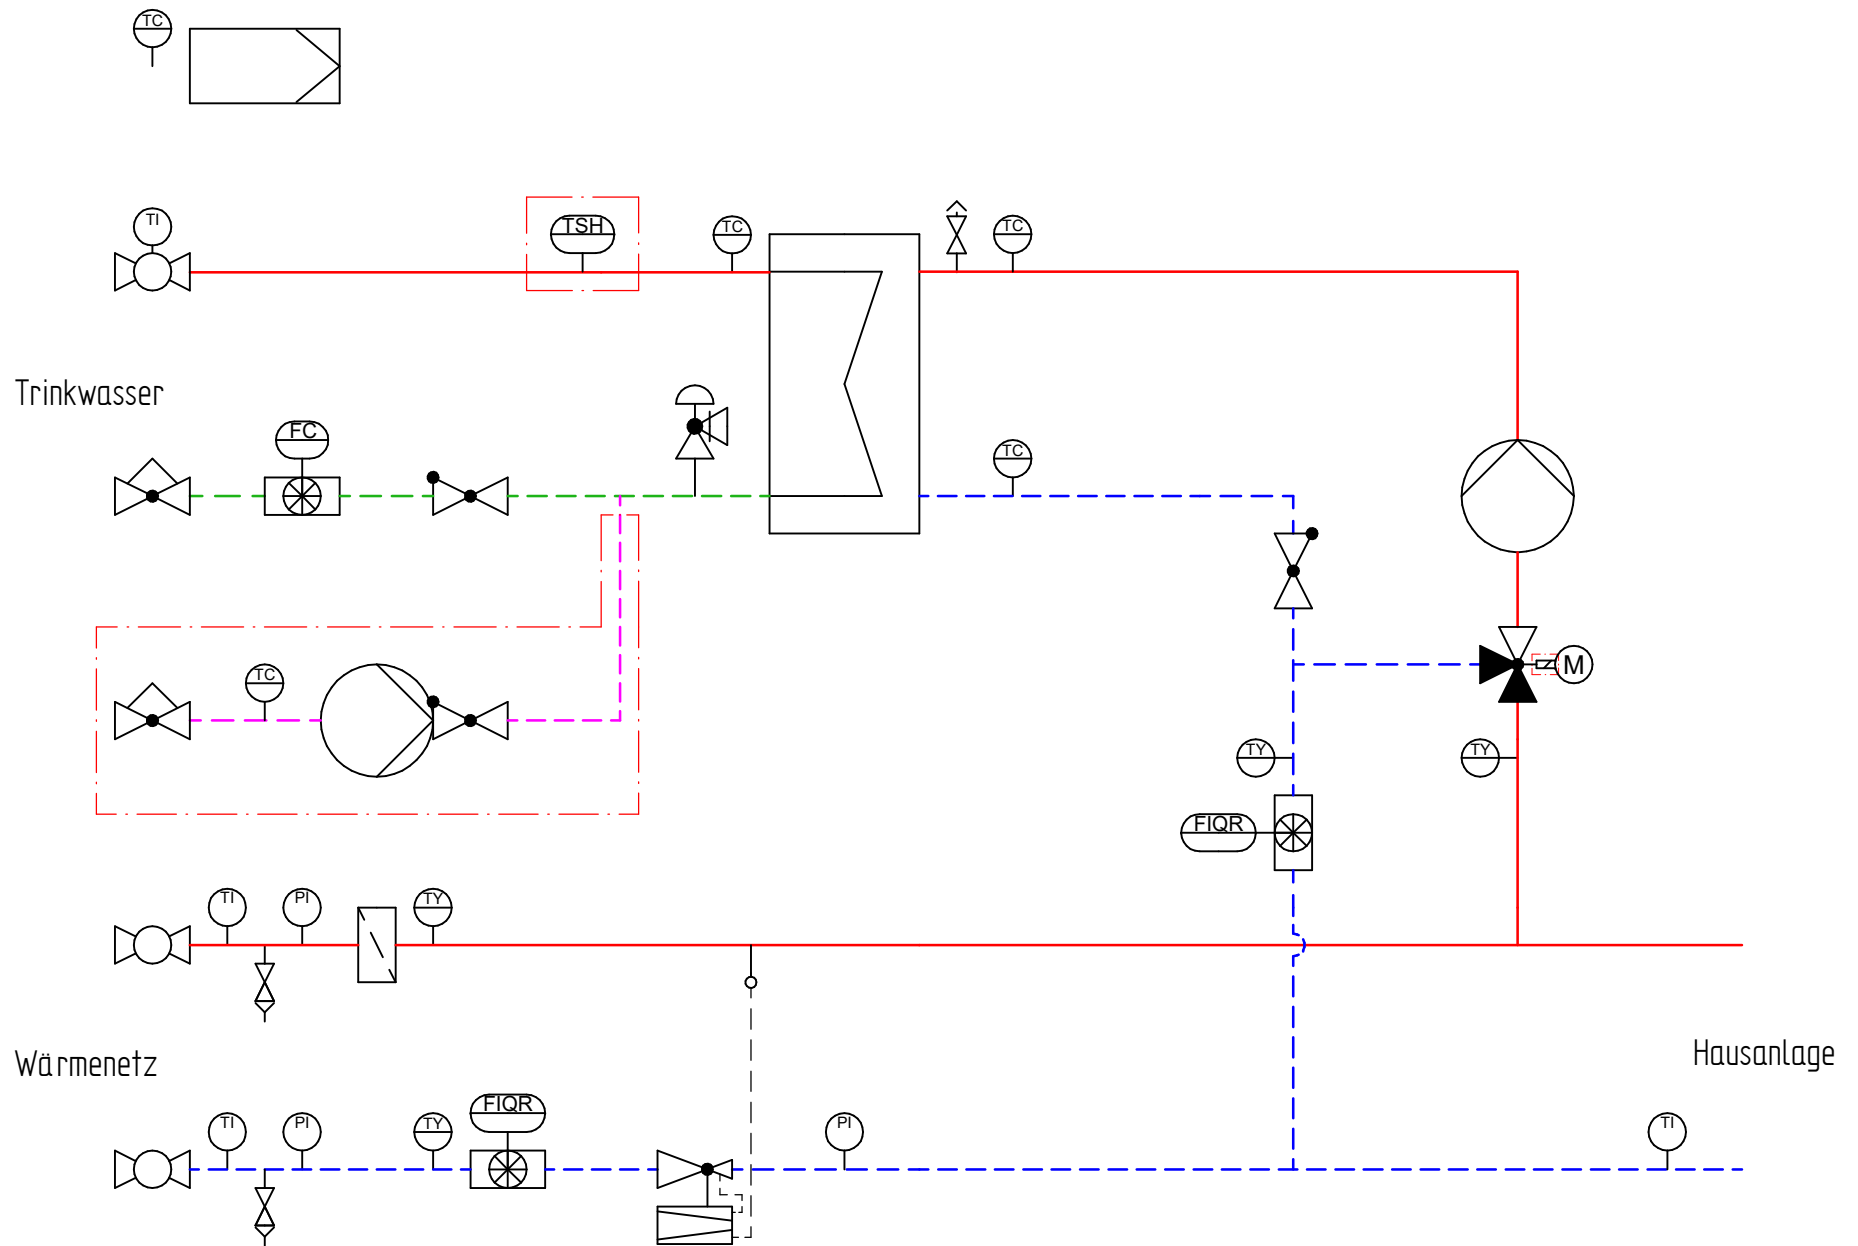 TC
TI
TSH
TC
TC
Trinkwasser
FC
TC
TC
M
TY
TY
FIQR
TI
PI
TY
Wärmenetz
Hausanlage
TI
PI
TY
FIQR
PI
TI